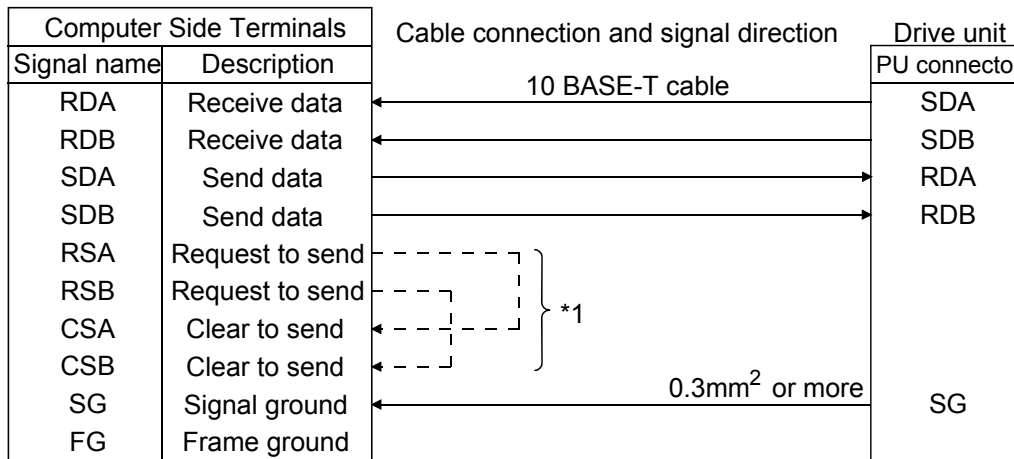 Computer Side Terminals
Cable connection and signal direction
Drive unit
Signal name Description
PU connecto
10 BASE-T cable
RDA Receive data SDA
RDB Receive data SDB
SDA Send data RDA
SDB Send data RDB
RSA Request to send
RSB Request to send
*1
CSA Clear to send
CSB Clear to send
0.3mm² or more
SG Signal ground SG
FG Frame ground